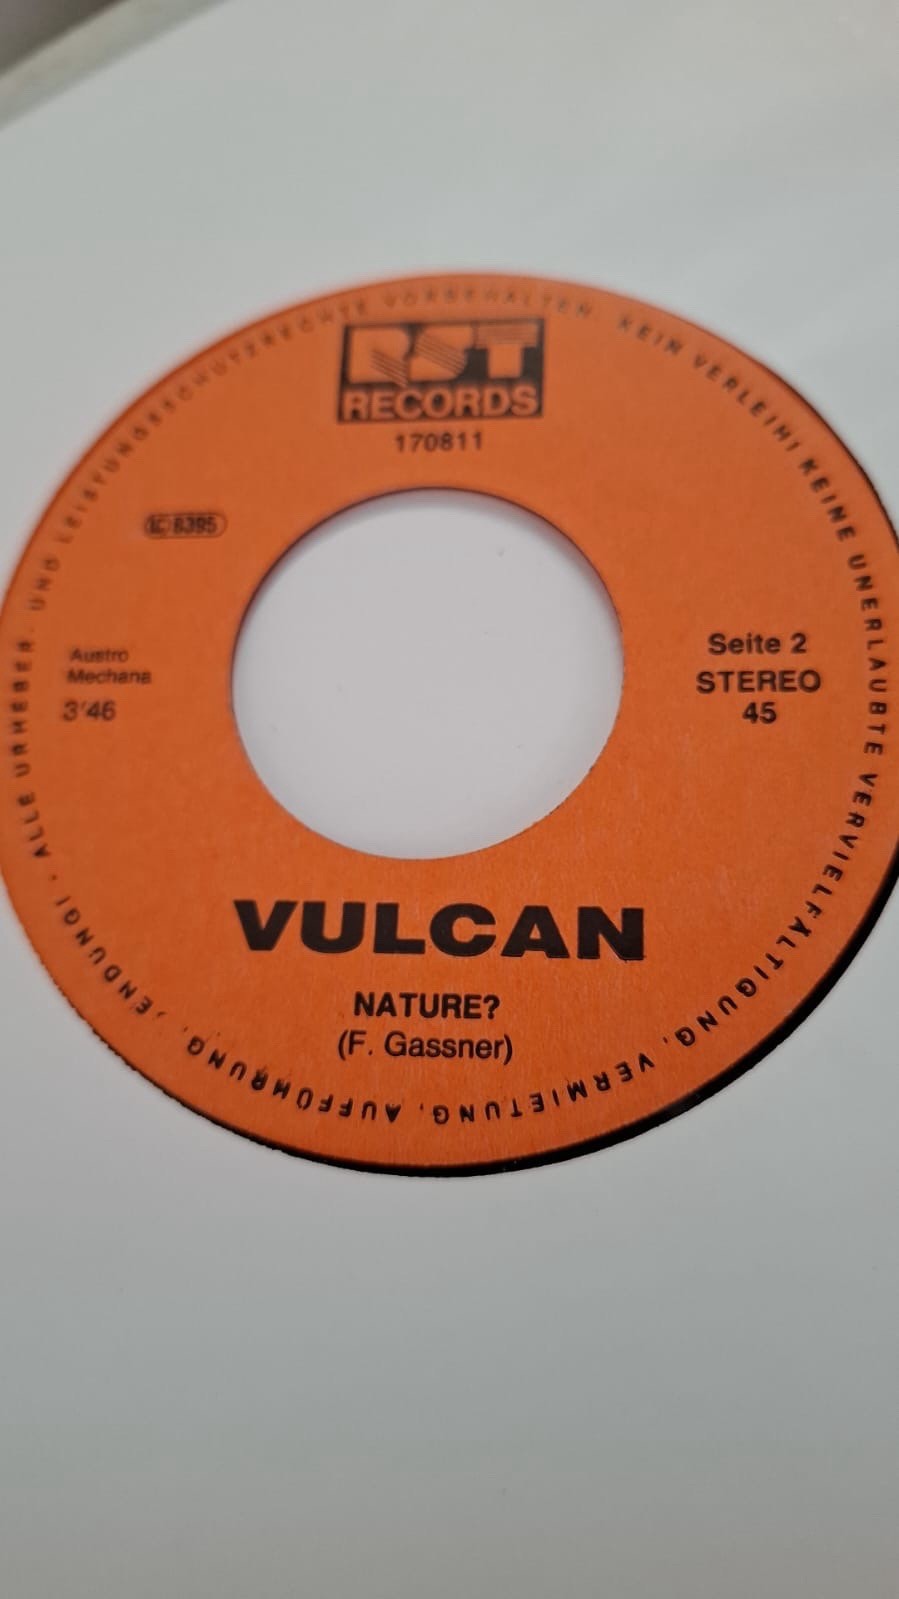 RST
RECORDS
170811
LC 8395
Austro
Mechana
3'46
Seite 2
STEREO
45
VULCAN
NATURE?
(F. Gassner)
ALLE URHEBER- UND LEISTUNGSSCHUTZRECHTE VORBEHALTEN. KEIN VERLEIH! KEINE UNERLAUBTE VERVIELFÄLTIGUNG, VERMIETUNG, AUFFÜHRUNG, SENDUNG!